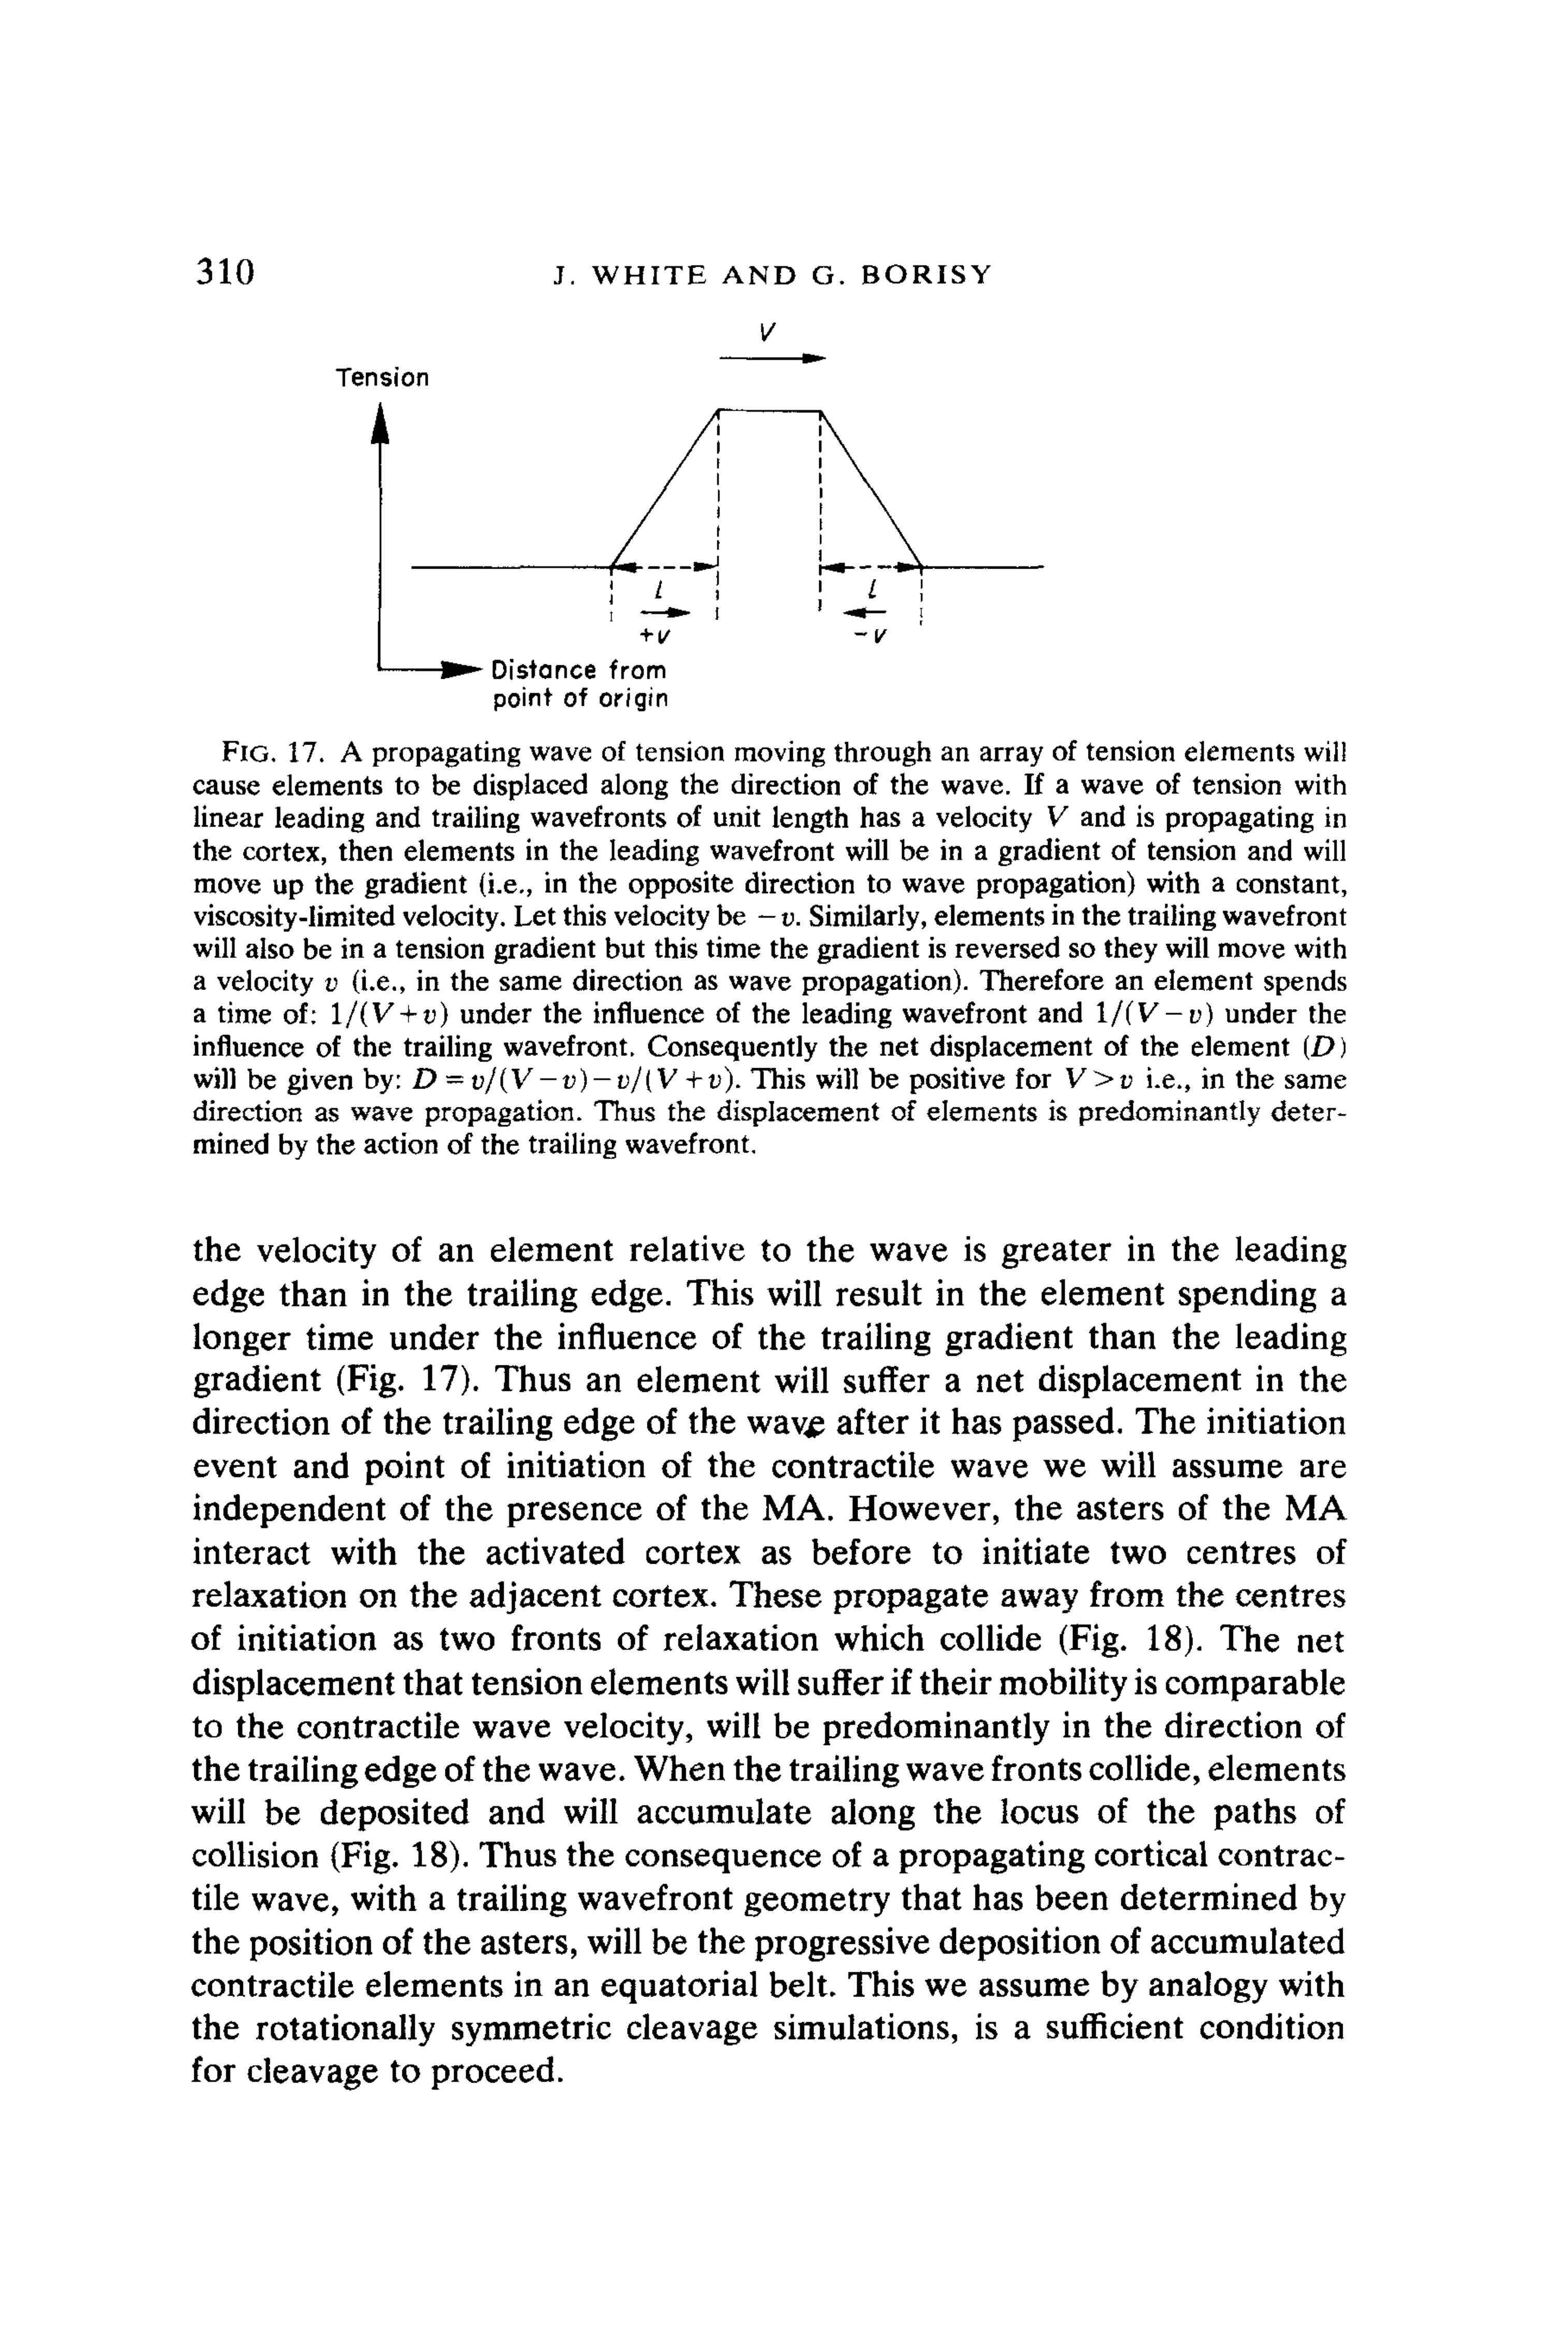 310
J. WHITE AND G. BORISY
V
Tension
l
l
+v
-v
Distance from
point of origin
FIG. 17. A propagating wave of tension moving through an array of tension elements will
cause elements to be displaced along the direction of the wave. If a wave of tension with
linear leading and trailing wavefronts of unit length has a velocity V and is propagating in
the cortex, then elements in the leading wavefront will be in a gradient of tension and will
move up the gradient (i.e., in the opposite direction to wave propagation) with a constant,
viscosity-limited velocity. Let this velocity be −v. Similarly, elements in the trailing wavefront
will also be in a tension gradient but this time the gradient is reversed so they will move with
a velocity v (i.e., in the same direction as wave propagation). Therefore an element spends
a time of: 1/(V+v) under the influence of the leading wavefront and 1/(V−v) under the
influence of the trailing wavefront. Consequently the net displacement of the element (D)
will be given by: D = v/(V−v)−v/(V+v). This will be positive for V>v i.e., in the same
direction as wave propagation. Thus the displacement of elements is predominantly deter-
mined by the action of the trailing wavefront.
the velocity of an element relative to the wave is greater in the leading
edge than in the trailing edge. This will result in the element spending a
longer time under the influence of the trailing gradient than the leading
gradient (Fig. 17). Thus an element will suffer a net displacement in the
direction of the trailing edge of the wave after it has passed. The initiation
event and point of initiation of the contractile wave we will assume are
independent of the presence of the MA. However, the asters of the MA
interact with the activated cortex as before to initiate two centres of
relaxation on the adjacent cortex. These propagate away from the centres
of initiation as two fronts of relaxation which collide (Fig. 18). The net
displacement that tension elements will suffer if their mobility is comparable
to the contractile wave velocity, will be predominantly in the direction of
the trailing edge of the wave. When the trailing wave fronts collide, elements
will be deposited and will accumulate along the locus of the paths of
collision (Fig. 18). Thus the consequence of a propagating cortical contrac-
tile wave, with a trailing wavefront geometry that has been determined by
the position of the asters, will be the progressive deposition of accumulated
contractile elements in an equatorial belt. This we assume by analogy with
the rotationally symmetric cleavage simulations, is a sufficient condition
for cleavage to proceed.